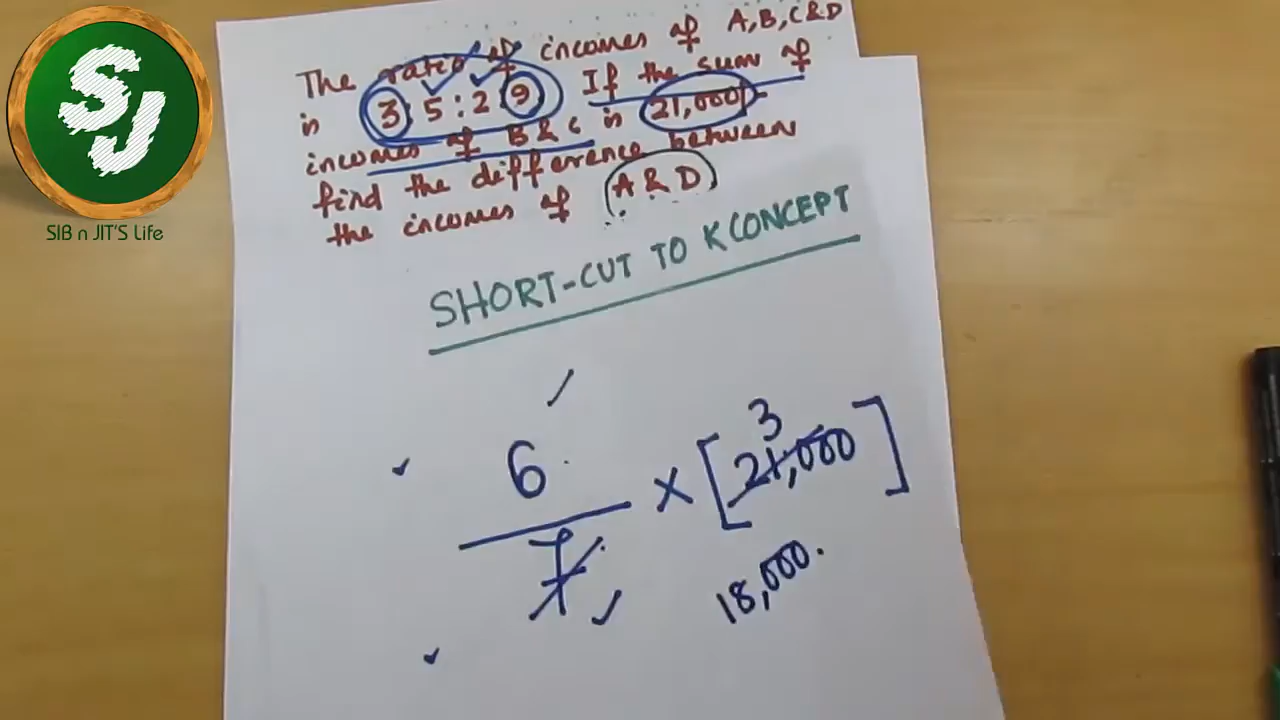 SJ
SIB n JIT'S Life
The ratio of incomes of A,B,C&D
is 3:5:2:9 If the sum of
incomes of B & C is 21,000/-
find the difference between
the incomes of A & D
SHORT-CUT TO K CONCEPT
6
7
× [21,000]
3
18,000.